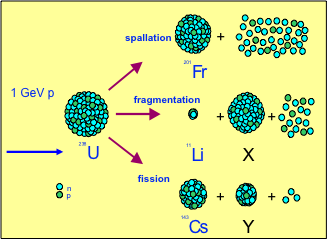 spallation
+
201
Fr
1 GeV p
fragmentation
+
+
238
U
11
Li
X
fission
n
p
+
+
143
Cs
Y